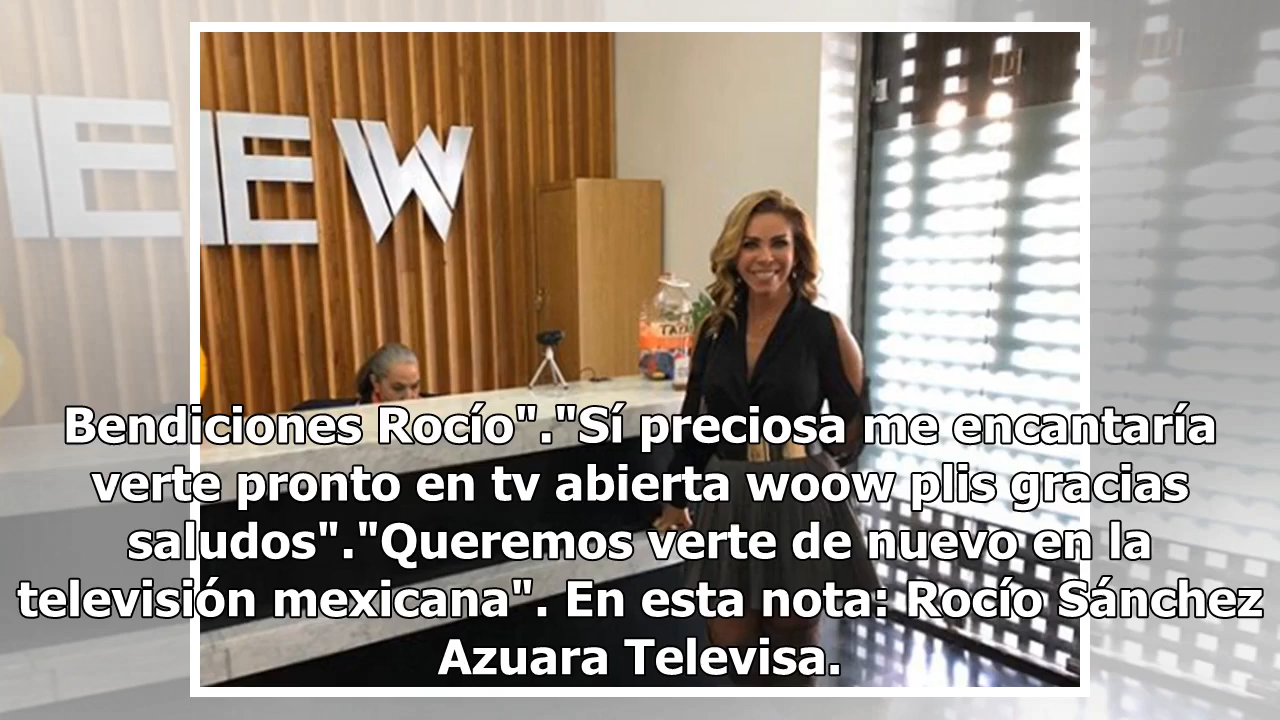 IEW
Bendiciones Rocío"."Sí preciosa me encantaría
verte pronto en tv abierta woow plis gracias
saludos"."Queremos verte de nuevo en la
televisión mexicana". En esta nota: Rocío Sánchez
Azuara Televisa.